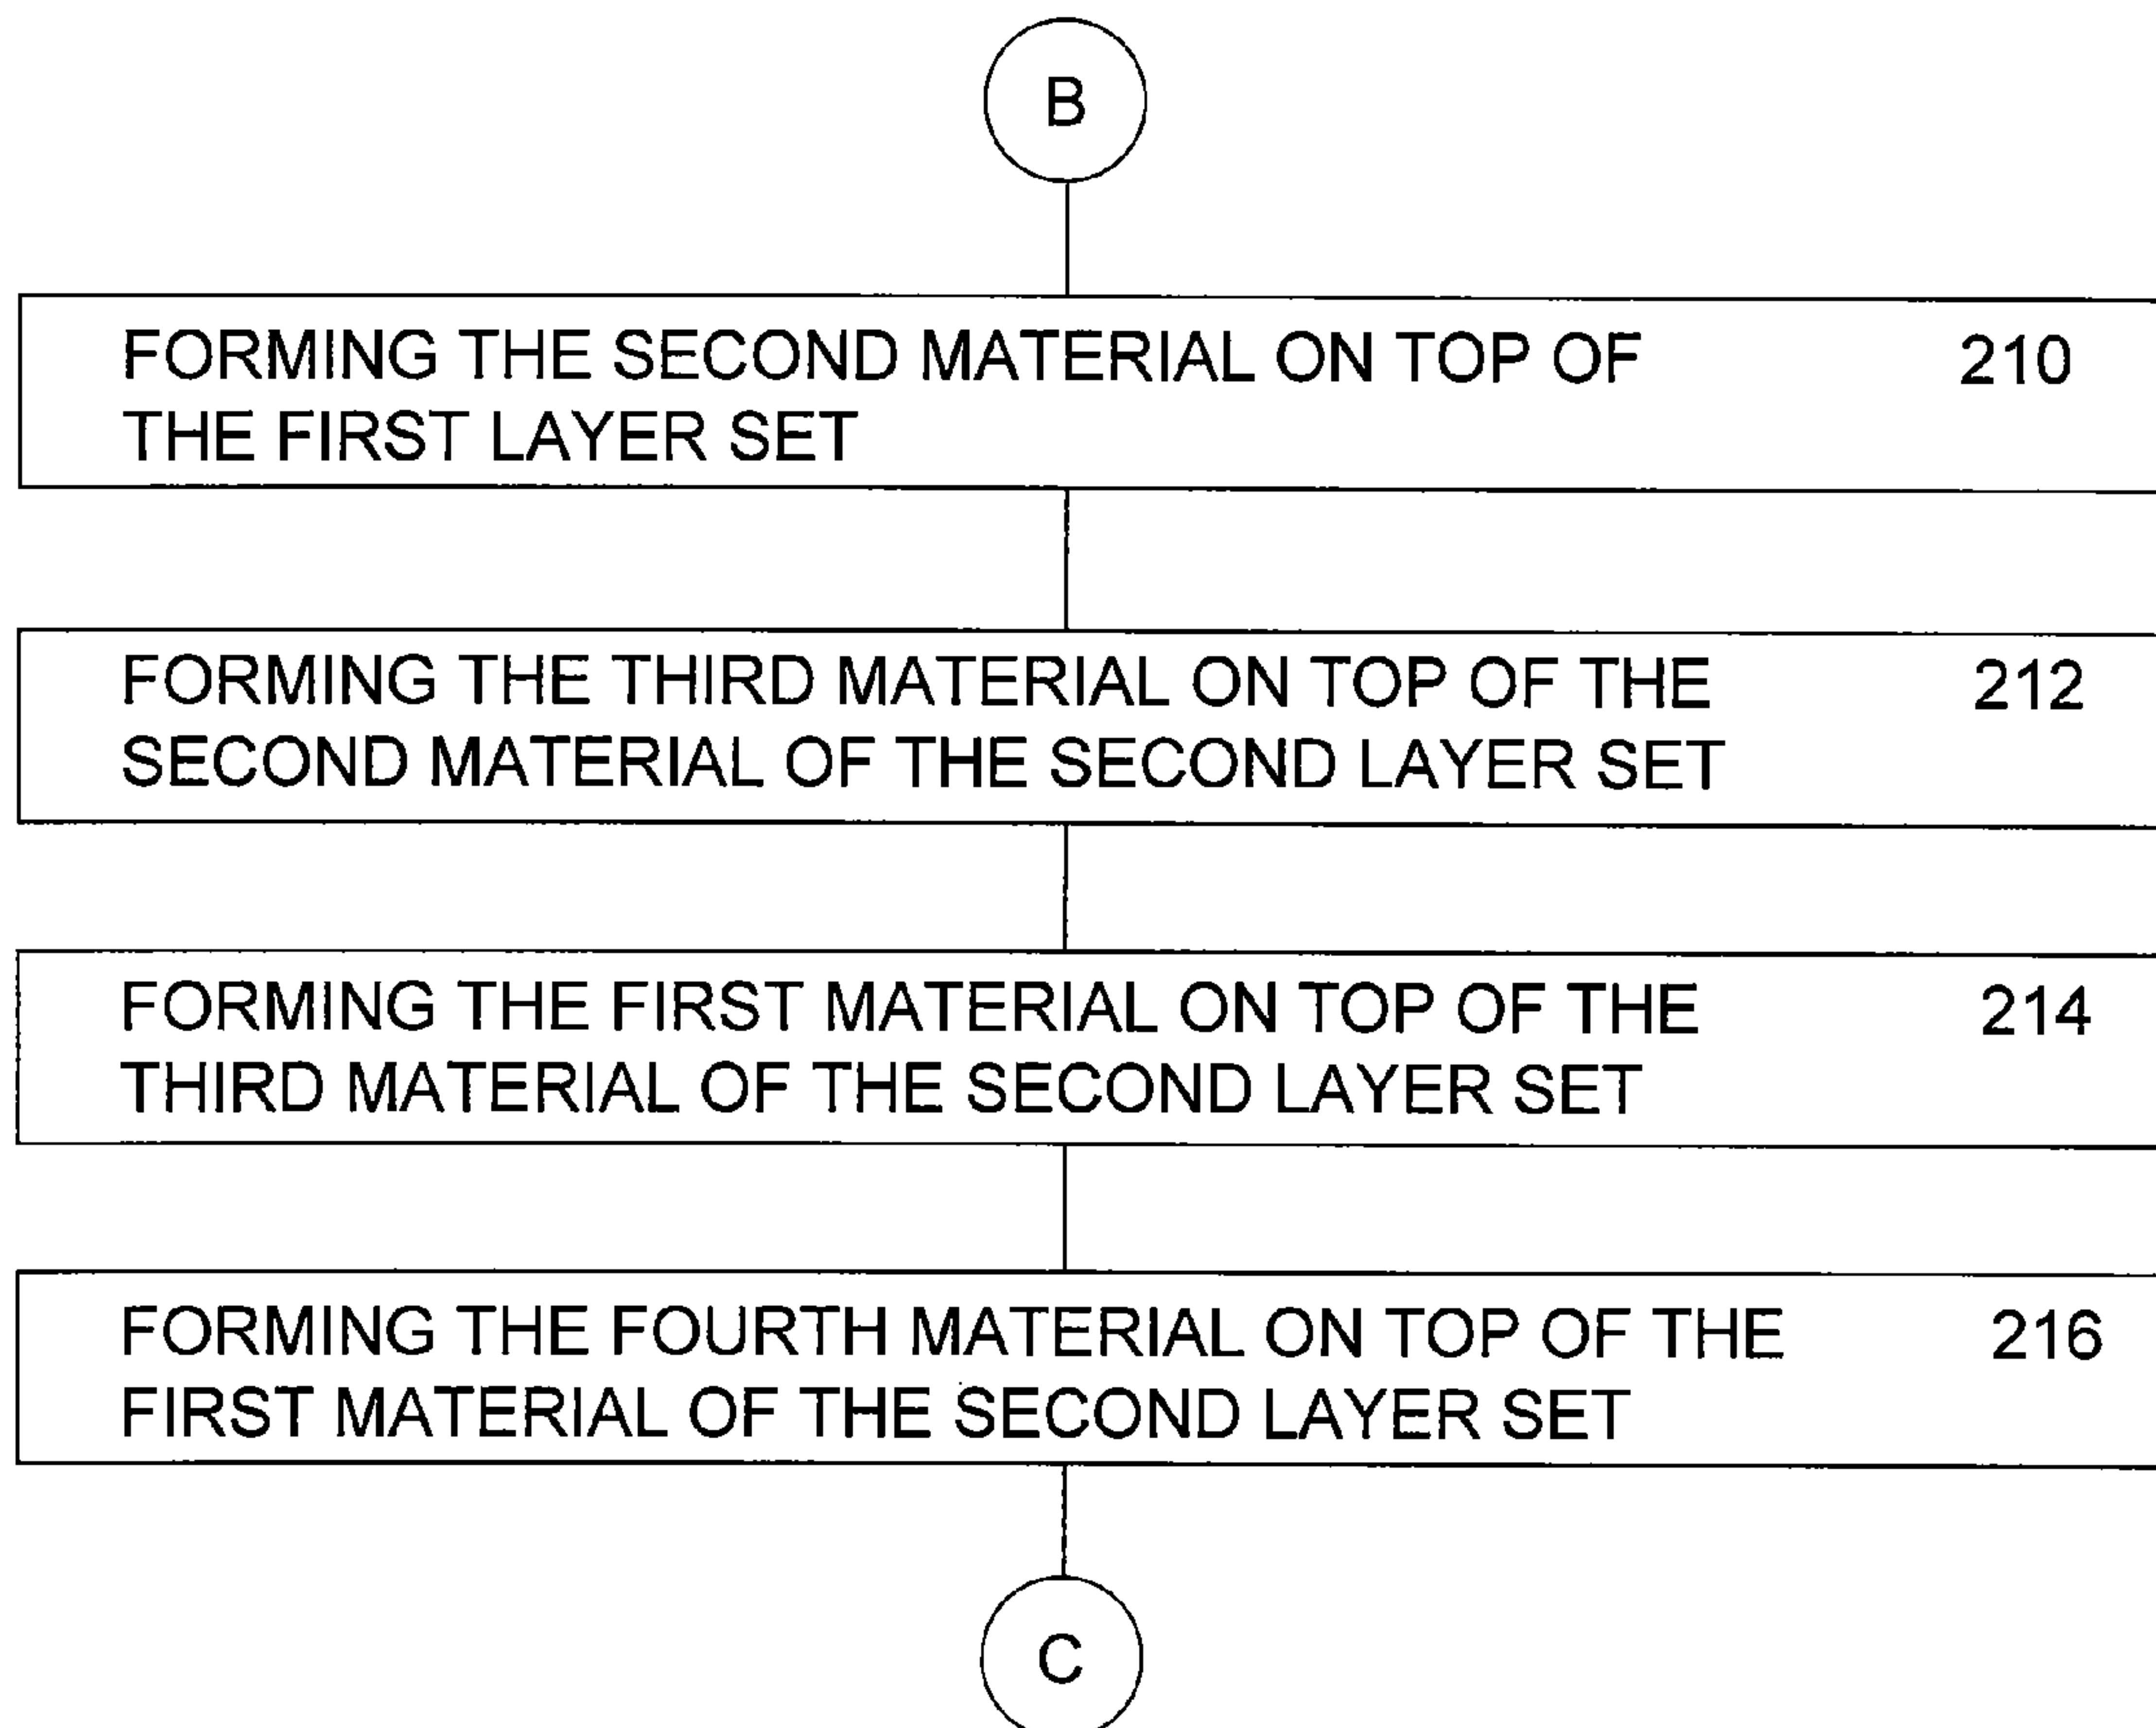 B
FORMING THE SECOND MATERIAL ON TOP OF 210
THE FIRST LAYER SET
FORMING THE THIRD MATERIAL ON TOP OF THE 212
SECOND MATERIAL OF THE SECOND LAYER SET
FORMING THE FIRST MATERIAL ON TOP OF THE 214
THIRD MATERIAL OF THE SECOND LAYER SET
FORMING THE FOURTH MATERIAL ON TOP OF THE 216
FIRST MATERIAL OF THE SECOND LAYER SET
C